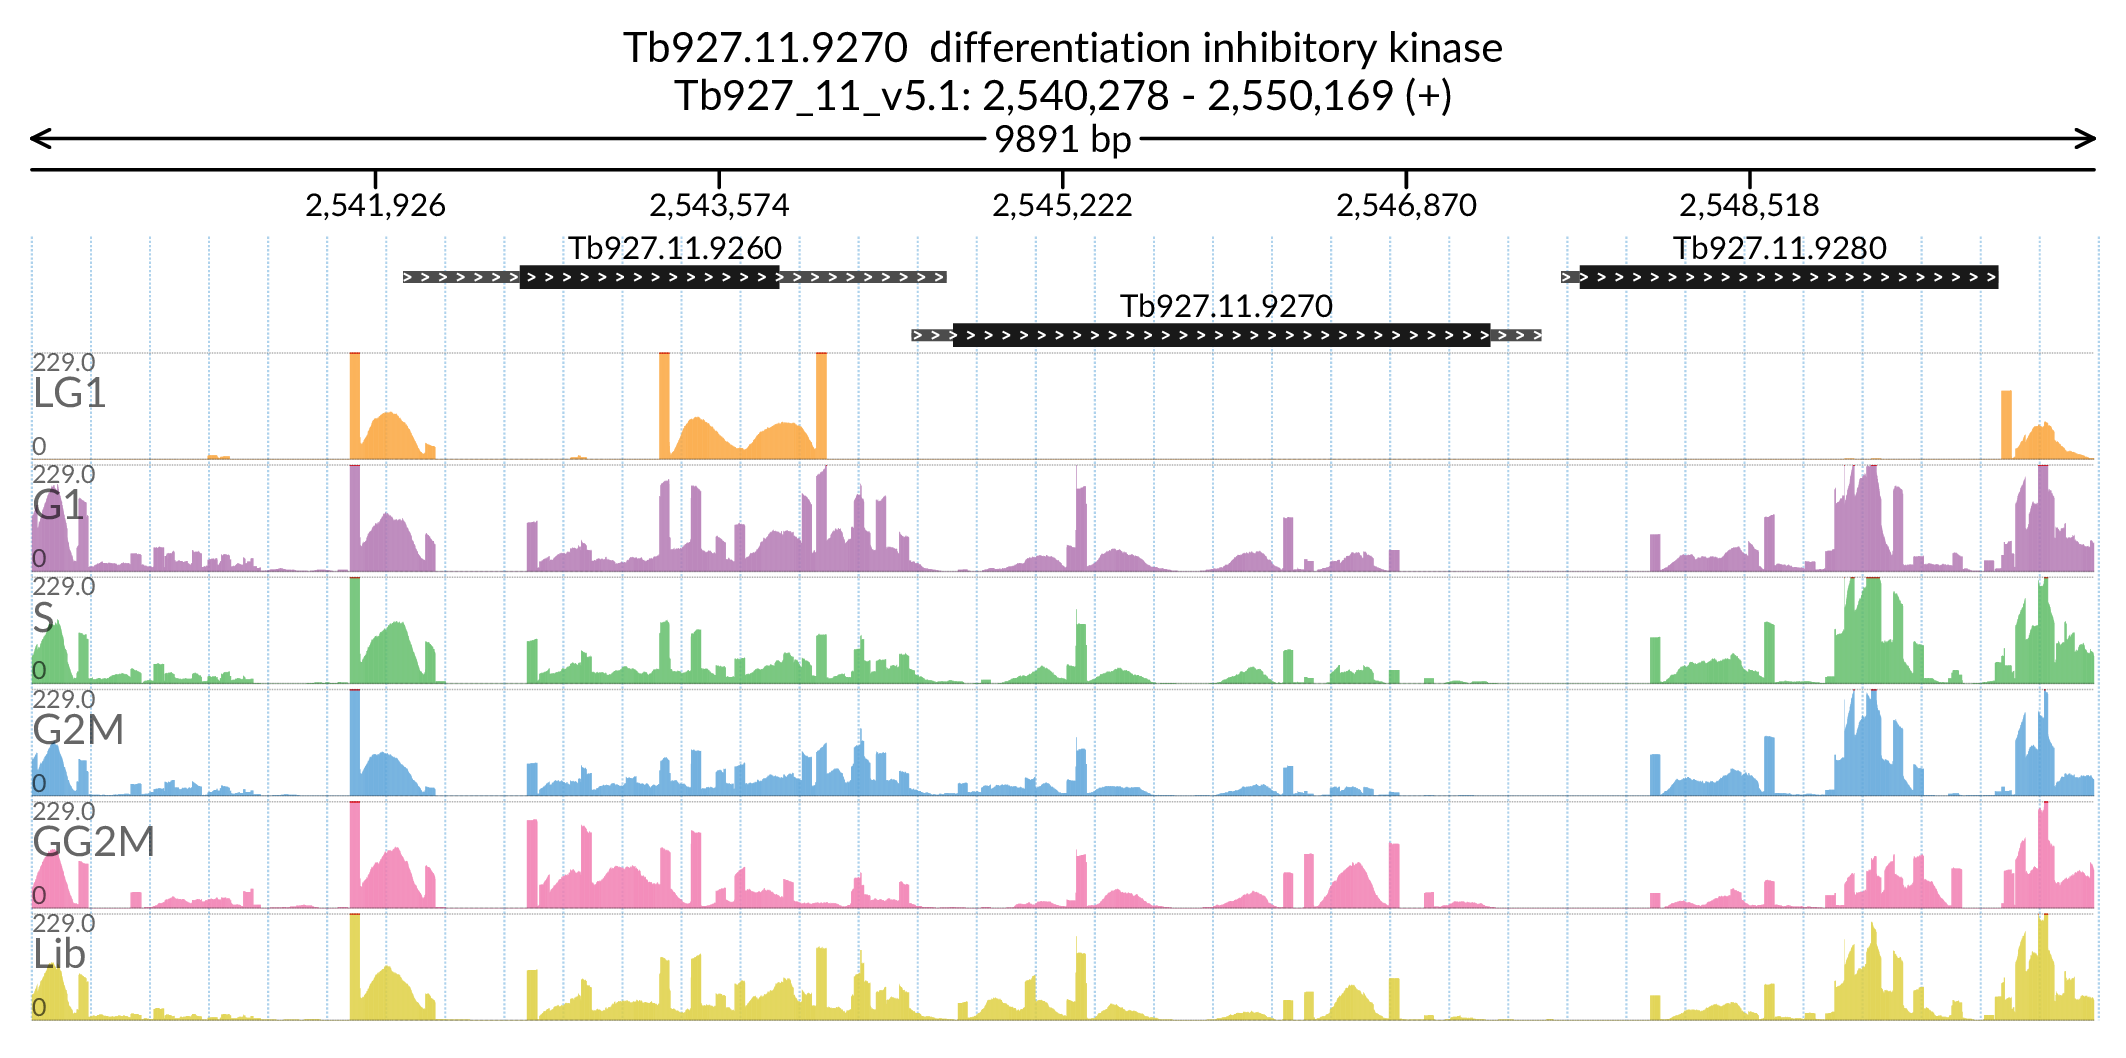 Tb927.11.9270  differentiation inhibitory kinase
Tb927_11_v5.1: 2,540,278 - 2,550,169 (+)
9891 bp
2,541,926 2,543,574 2,545,222 2,546,870 2,548,518
Tb927.11.9260 Tb927.11.9280
Tb927.11.9270
229.0
LG1
0
229.0
G1
0
229.0
S
0
229.0
G2M
0
229.0
GG2M
0
229.0
Lib
0